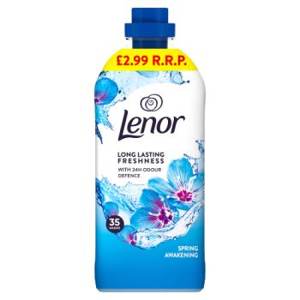 £2.99 R.R.P.
Lenor
LONG LASTING
FRESHNESS
WITH 24H ODOUR
DEFENCE
35
WASHES
SPRING
AWAKENING